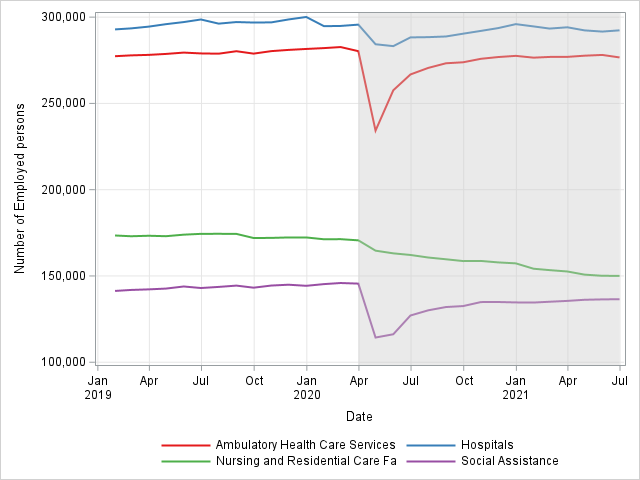 300,000
250,000
200,000
150,000
100,000
Number of Employed persons
Jan Apr Jul Oct Jan Apr Jul Oct Jan Apr Jul
2019 2020 2021
Date
Ambulatory Health Care Services Hospitals
Nursing and Residential Care Fa Social Assistance